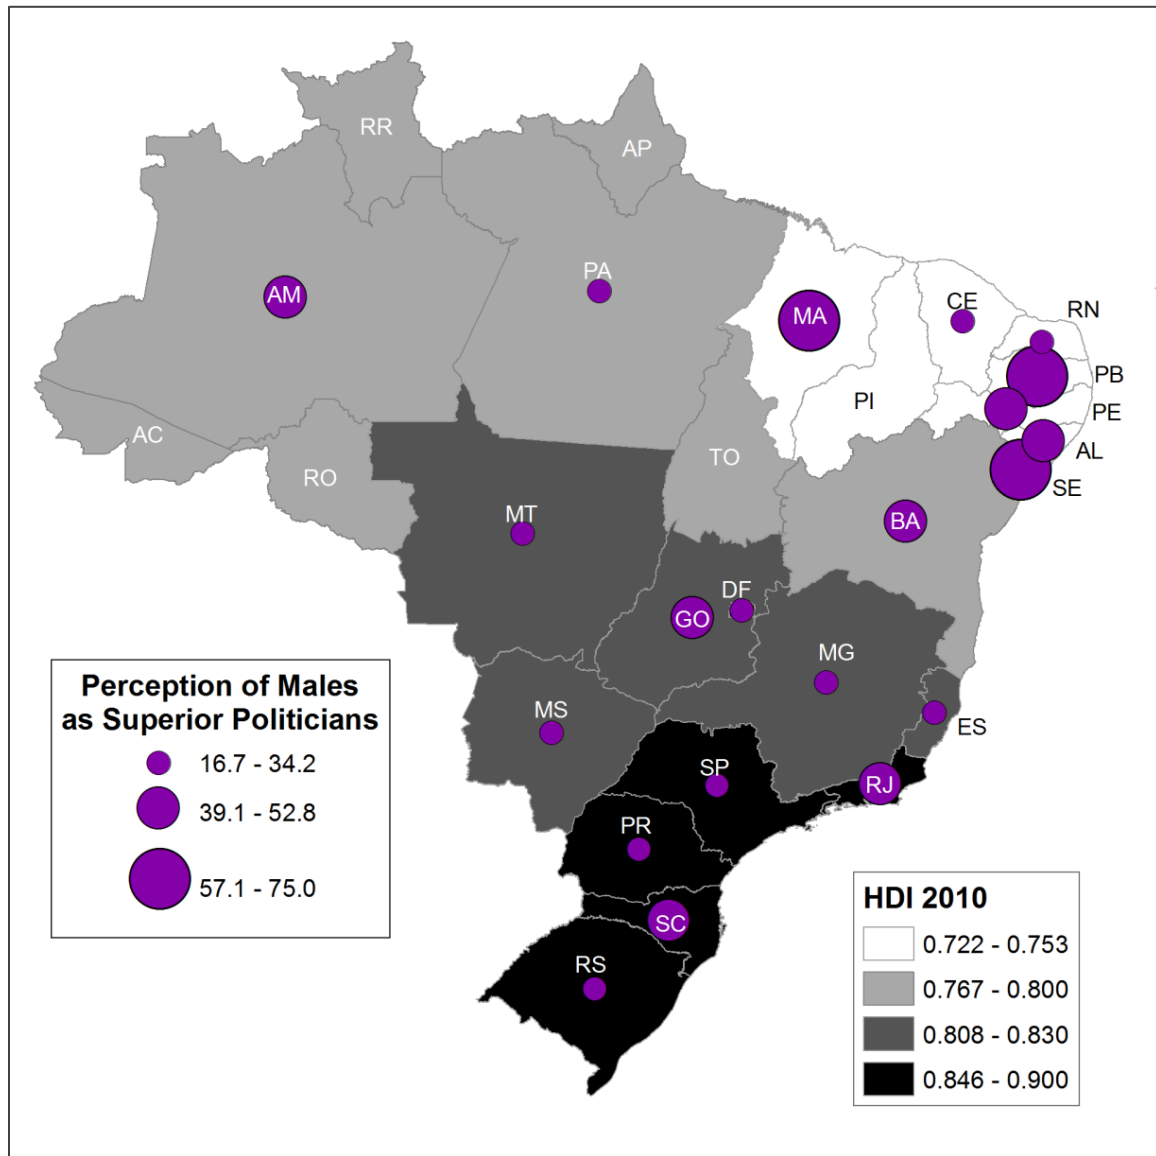 RR
AP
AM
PA
MA
CE
RN
PB
PI
PE
AC
AL
TO
RO
SE
MT
BA
DF
GO
MG
MS
ES
SP
RJ
PR
SC
RS
Perception of Males
as Superior Politicians
16.7 - 34.2
39.1 - 52.8
57.1 - 75.0
HDI 2010
0.722 - 0.753
0.767 - 0.800
0.808 - 0.830
0.846 - 0.900